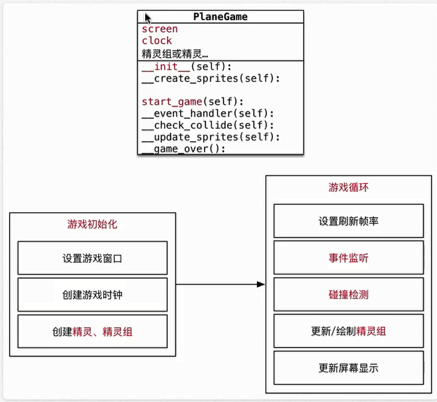 PlaneGame
screen
clock
精灵组或精灵…
__init__(self):
__create_sprites(self):
start_game(self):
__event_handler(self):
__check_collide(self):
__update_sprites(self):
__game_over():
游戏初始化
设置游戏窗口
创建游戏时钟
创建精灵、精灵组
游戏循环
设置刷新帧率
事件监听
碰撞检测
更新/绘制精灵组
更新屏幕显示